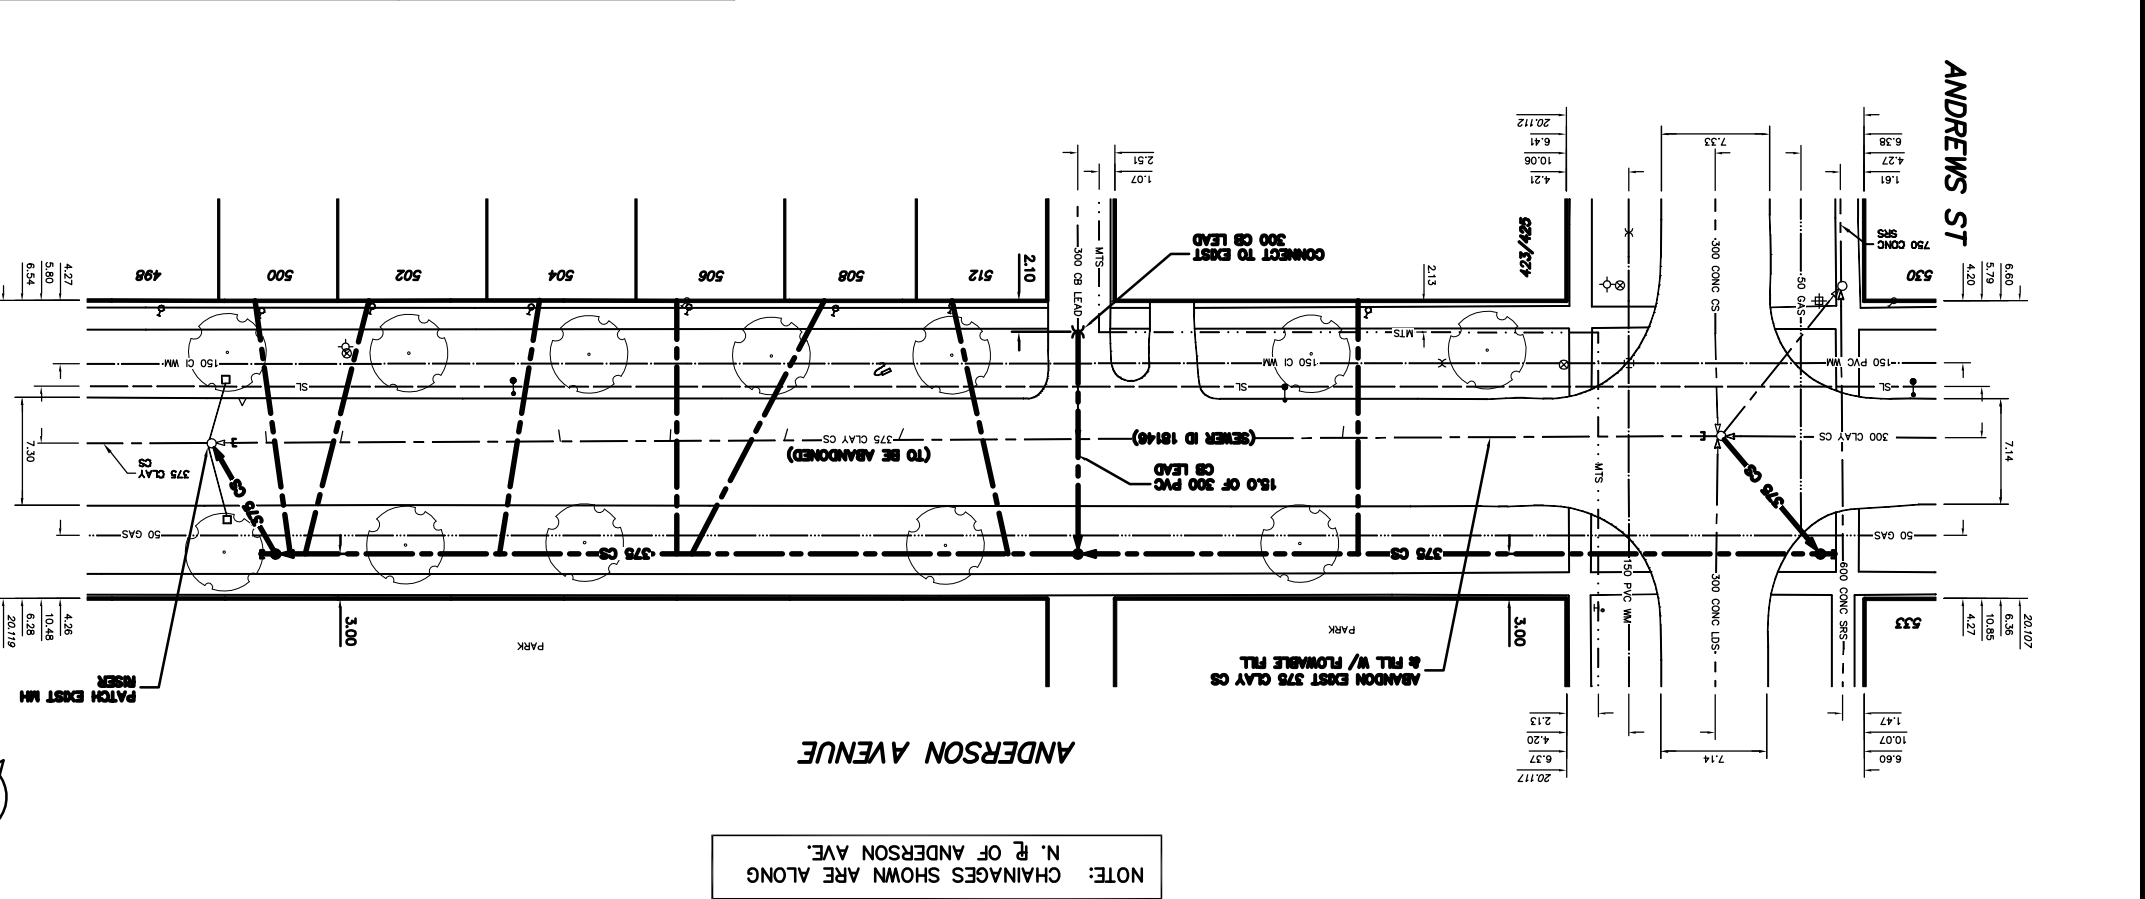 ANDREWS ST
20.112
6.41
10.06
4.21
7.33
6.38
4.27
1.61
2.51
1.07
CONNECT TO EXIST
300 CB LEAD
423/425
750 CONC
SRS
498
500
502
504
506
508
512
530
2.10
2.13
6.54
5.80
4.27
4.20
5.79
6.60
300 CB LEAD
MTS
300 CONC CS
50 GAS
MTS
150 CI WM
150 CI WM
150 PVC WM
SL
SL
SL
7.30
375 CLAY
CS
375 CLAY CS
(TO BE ABANDONED)
(SEWER ID 18146)
300 CLAY CS
7.14
15.0 OF 300 PVC
CB LEAD
MTS
375 CS
375 CS
50 GAS
375 CS
375 CS
50 GAS
150 PVC WM
300 CONC LDS
600 CONC SRS
20.119
6.28
10.48
4.26
3.00
PARK
PARK
3.00
533
4.27
10.85
6.36
20.107
PATCH EXIST MH
RISER
ABANDON EXIST 375 CLAY CS
& FILL W/ FLOWABLE FILL
2.13
4.20
6.37
20.117
7.14
1.47
10.07
6.60
ANDERSON AVENUE
NOTE: CHAINAGES SHOWN ARE ALONG
N. ⅊ OF ANDERSON AVE.